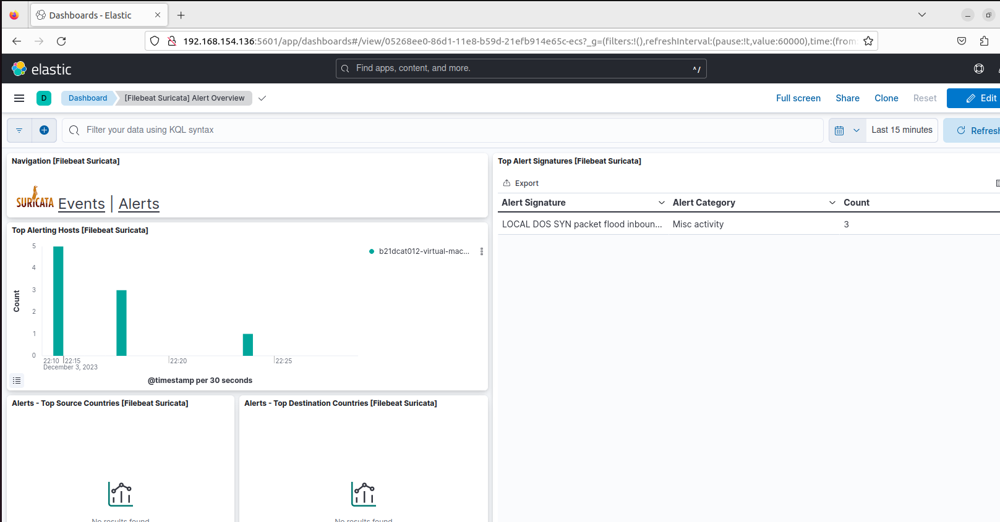 Dashboards - Elastic
192.168.154.136:5601/app/dashboards#/view/05268ee0-86d1-11e8-b59d-21efb914e65c-ecs?_g=(filters:!(),refreshInterval:(pause:!t,value:60000),time:(from:
elastic
Find apps, content, and more.
^/
D
Dashboard
[Filebeat Suricata] Alert Overview
Full screen
Share
Clone
Reset
Edit
Filter your data using KQL syntax
Last 15 minutes
Refresh
Navigation [Filebeat Suricata]
SURICATA
Events | Alerts
Top Alerting Hosts [Filebeat Suricata]
5
4
3
2
1
0
Count
22:10
22:15
22:20
22:25
December 3, 2023
@timestamp per 30 seconds
b21dcat012-virtual-mac...
Top Alert Signatures [Filebeat Suricata]
Export
Alert Signature
Alert Category
Count
LOCAL DOS SYN packet flood inboun...
Misc activity
3
Alerts - Top Source Countries [Filebeat Suricata]
No results found
Alerts - Top Destination Countries [Filebeat Suricata]
No results found